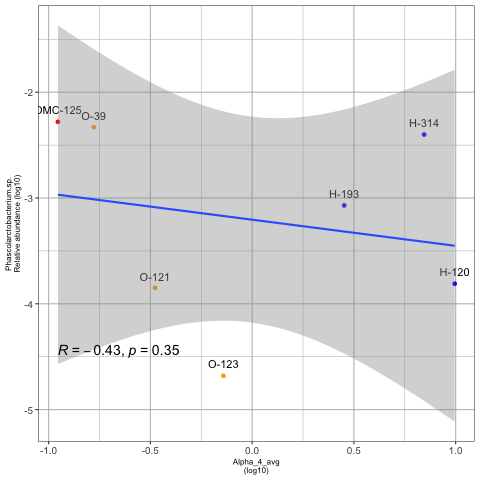 -2
-3
-4
-5
OMC-125
O-39
H-314
H-193
O-121
H-120
O-123
R = −0.43, p = 0.35
-1.0
-0.5
0.0
0.5
1.0
Alpha_4_avg
(log10)
Phascolarctobacterium.sp.
Relative abundance (log10)